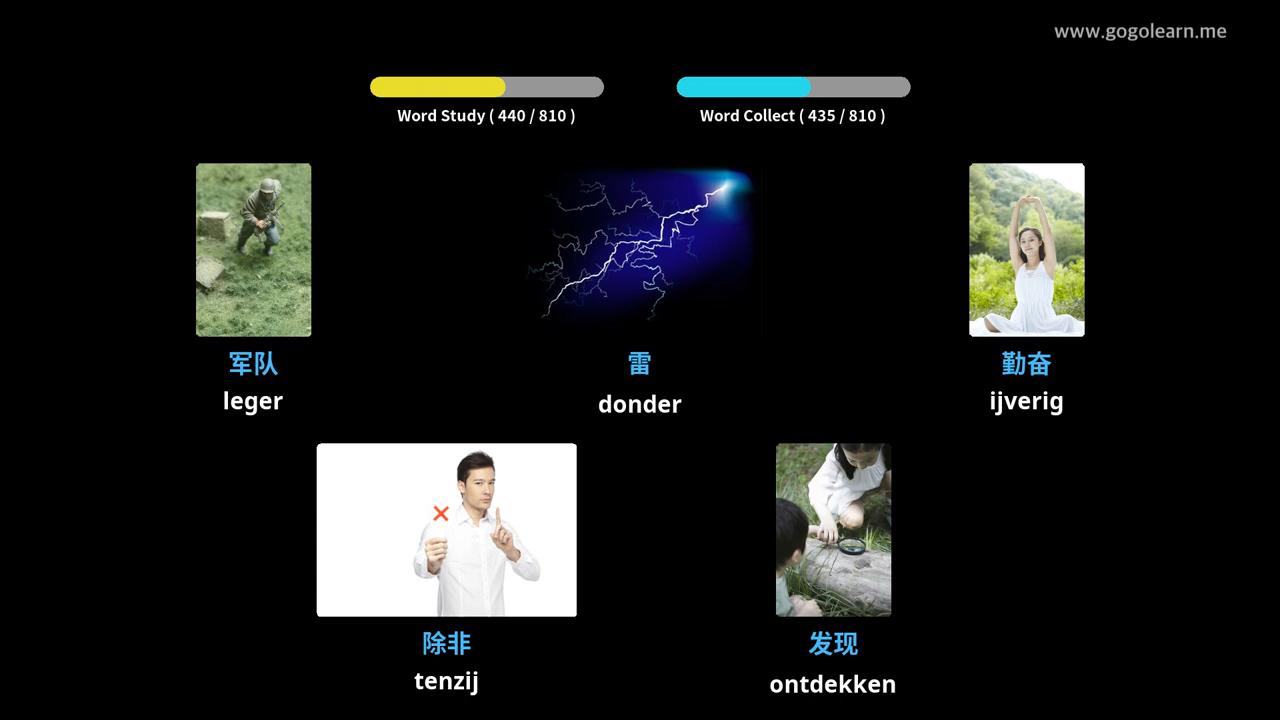 www.gogolearn.me
Word Study ( 440 / 810 )
Word Collect ( 435 / 810 )
军队
leger
雷
donder
勤奋
ijverig
除非
tenzij
发现
ontdekken